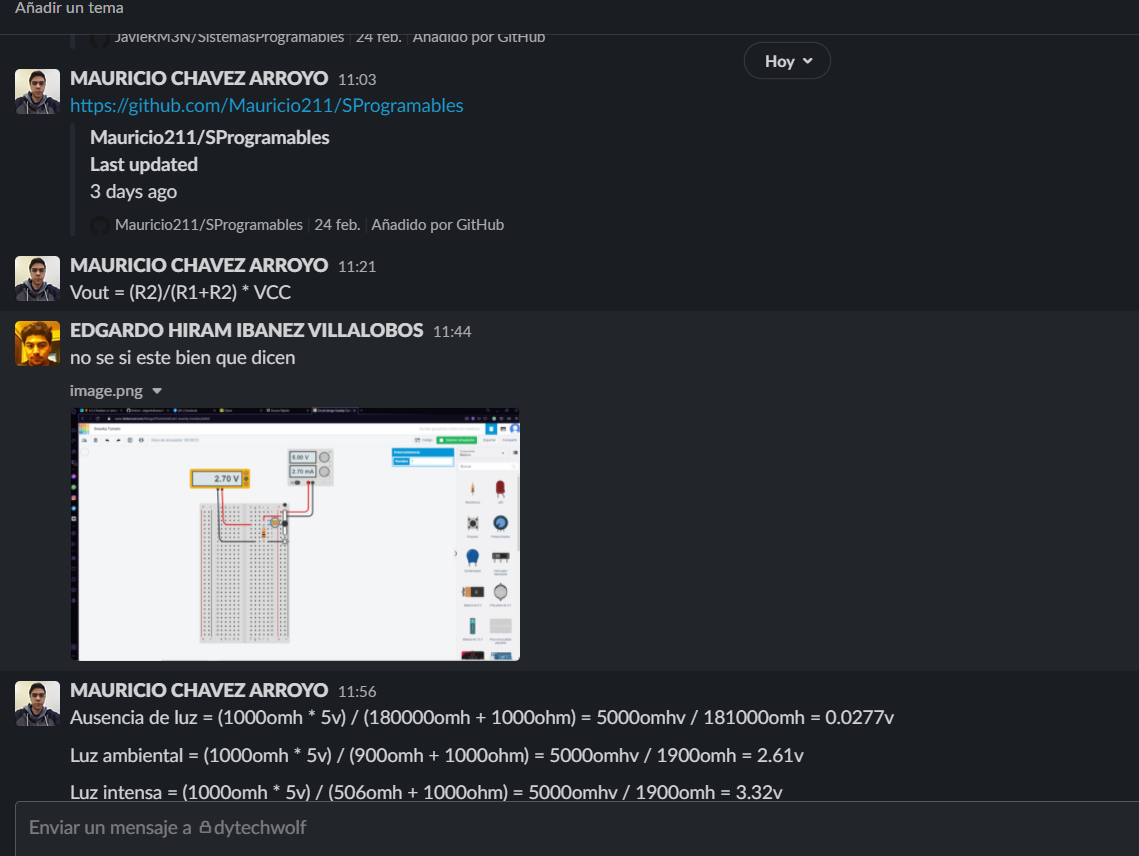 Añadir un tema
JavieRM3N/SistemasProgramables 24 feb. Añadido por GitHub
Hoy
MAURICIO CHAVEZ ARROYO 11:03
https://github.com/Mauricio211/SProgramables
Mauricio211/SProgramables
Last updated
3 days ago
Mauricio211/SProgramables 24 feb. Añadido por GitHub
MAURICIO CHAVEZ ARROYO 11:21
Vout = (R2)/(R1+R2) * VCC
EDGARDO HIRAM IBANEZ VILLALOBOS 11:44
no se si este bien que dicen
image.png
5.00 V
2.70 mA
2.70 V
MAURICIO CHAVEZ ARROYO 11:56
Ausencia de luz = (1000omh * 5v) / (180000omh + 1000ohm) = 5000omhv / 181000omh = 0.0277v
Luz ambiental = (1000omh * 5v) / (900omh + 1000ohm) = 5000omhv / 1900omh = 2.61v
Luz intensa = (1000omh * 5v) / (506omh + 1000ohm) = 5000omhv / 1900omh = 3.32v
Enviar un mensaje a dytechwolf